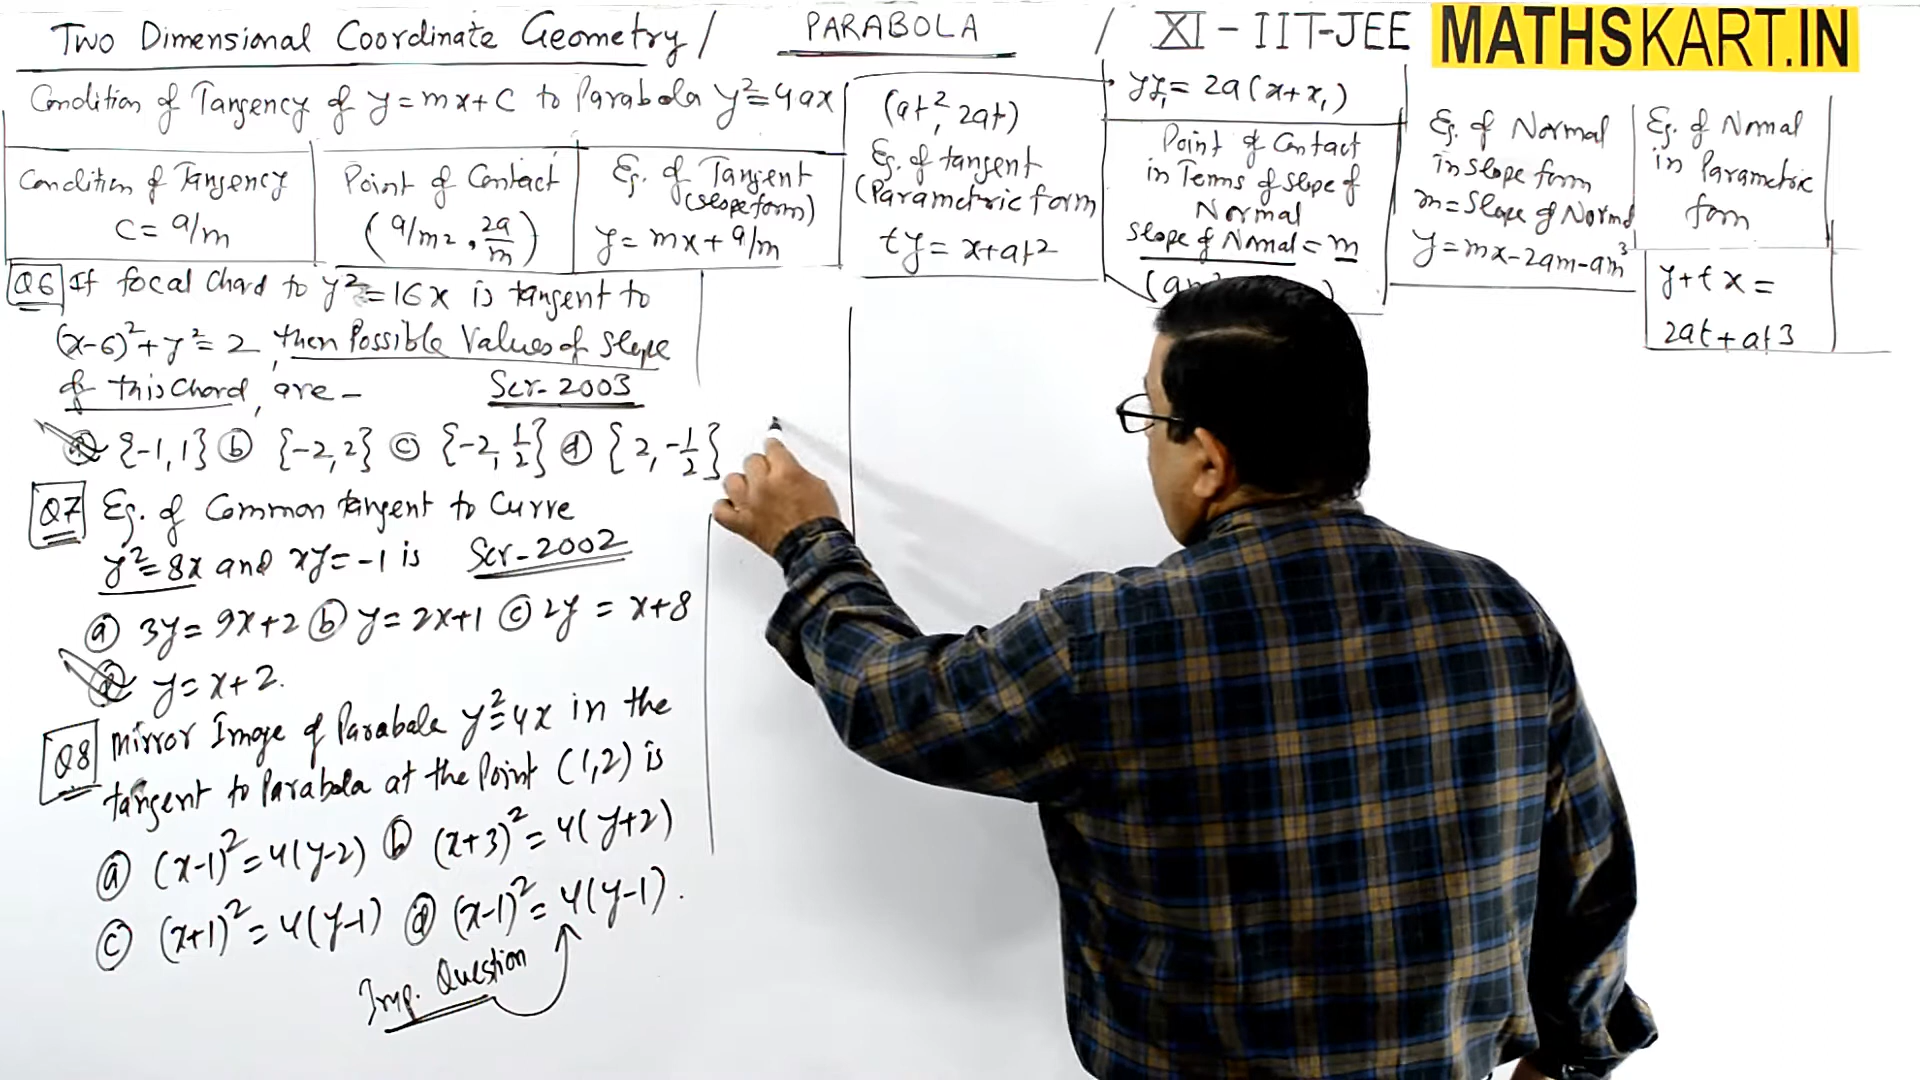 Two Dimensional Coordinate Geometry / PARABOLA / XI - IIT-JEE
MATHSKART.IN
Condition of Tangency of y=mx+c to Parabola y²=4ax
Condition of Tangency
c = a/m
Point of Contact
(a/m², 2a/m)
Eq. of Tangent
(slope form)
y = mx + a/m
(at², 2at)
Eq. of tangent
(Parametric form
ty = x+at²
yy₁ = 2a(x+x₁)
Point of Contact
in Terms of slope of
Normal
Slope of Normal = m
(am²
Eq. of Normal
in slope form
m = slope of Normal
y = mx-2am-am³
Eq. of Normal
in Parametric
form
y+tx =
2at+at3
Q6 If focal Chord to y²=16x is tangent to
(x-6)²+y²=2, then Possible Values of slope
of this Chord, are -
Scr-2003
(a) {-1,1} (b) {-2,2} (c) {-2, 1/2} (d) {2, -1/2}
Q7 Eq. of Common tangent to Curve
y²=8x and xy=-1 is Scr-2002
(a) 3y = 9x+2 (b) y=2x+1 (c) 2y = x+8
(d) y = x+2.
Q8 Mirror Image of Parabola y²=4x in the
tangent to Parabola at the Point (1,2) is
(a) (x-1)²=4(y-2) (b) (x+3)²=4(y+2)
(c) (x+1)²=4(y-1) (d) (x-1)²=4(y-1).
Imp. Question